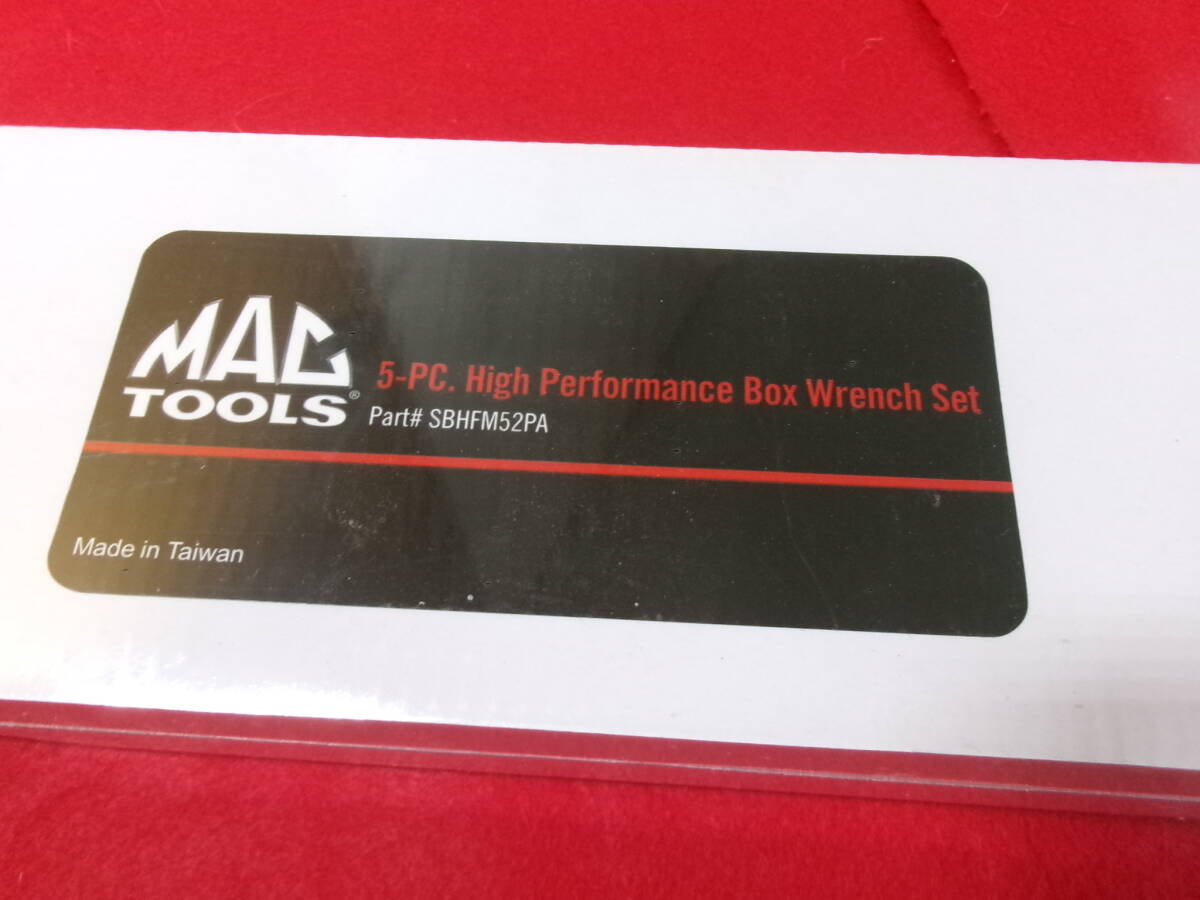 MAC
TOOLS®
5-PC. High Performance Box Wrench Set
Part# SBHFM52PA
Made in Taiwan